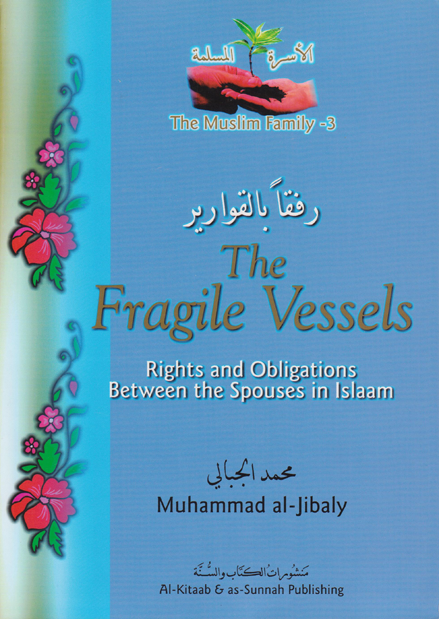 الأسرة المسلمة
The Muslim Family -3
رفقاً بالقوارير
The
Fragile Vessels
Rights and Obligations
Between the Spouses in Islaam
محمد الجبالي
Muhammad al-Jibaly
منشورات الكتاب والسنّة
Al-Kitaab & as-Sunnah Publishing